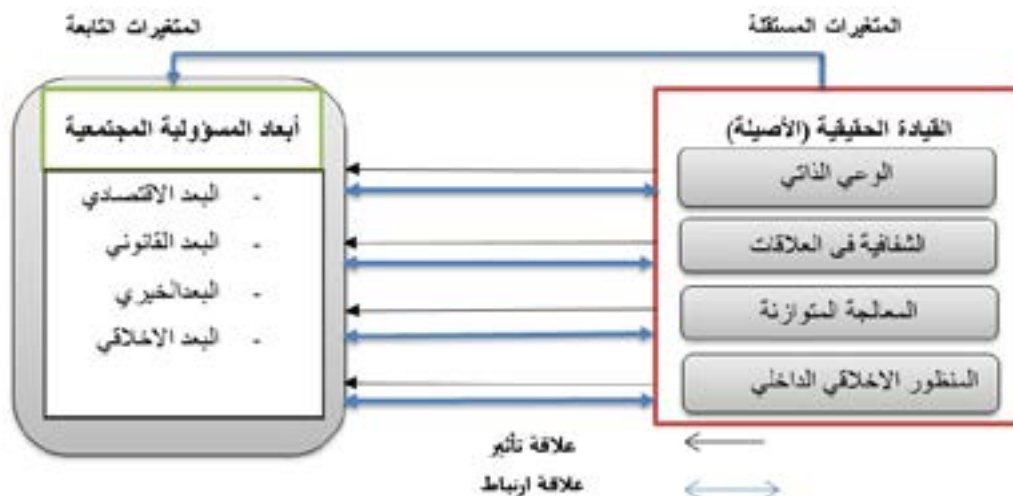 المتغيرات المستقلة
المتغيرات التابعة
القيادة الحقيقية (الأصيلة)
الوعي الذاتي
الشفافية في العلاقات
المعالجة المتوازنة
المنظور الاخلاقي الداخلي
أبعاد المسؤولية المجتمعية
- البعد الاقتصادي
- البعد القانوني
- البعدالخيري
- البعد الاخلاقي
علاقة تأثير
علاقة ارتباط